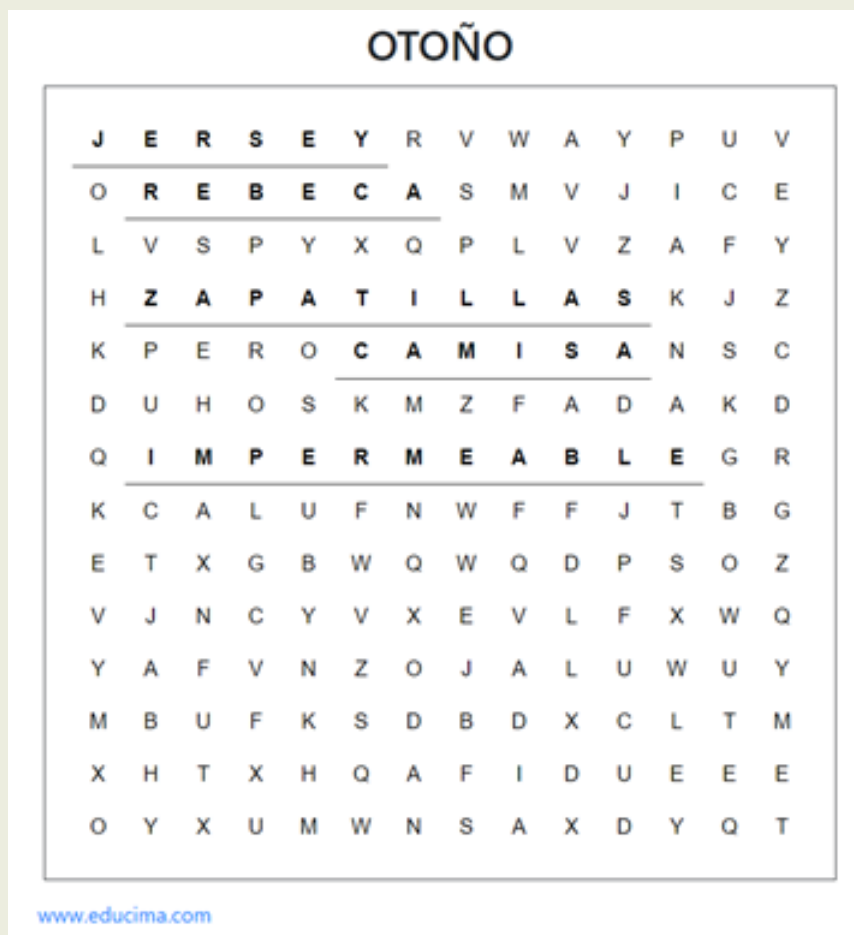 OTOÑO
J E R S E Y R V W A Y P U V
O R E B E C A S M V J I C E
L V S P Y X Q P L V Z A F Y
H Z A P A T I L L A S K J Z
K P E R O C A M I S A N S C
D U H O S K M Z F A D A K D
Q I M P E R M E A B L E G R
K C A L U F N W F F J T B G
E T X G B W Q W Q D P S O Z
V J N C Y V X E V L F X W Q
Y A F V N Z O J A L U W U Y
M B U F K S D B D X C L T M
X H T X H Q A F I D U E E E
O Y X U M W N S A X D Y Q T
www.educima.com